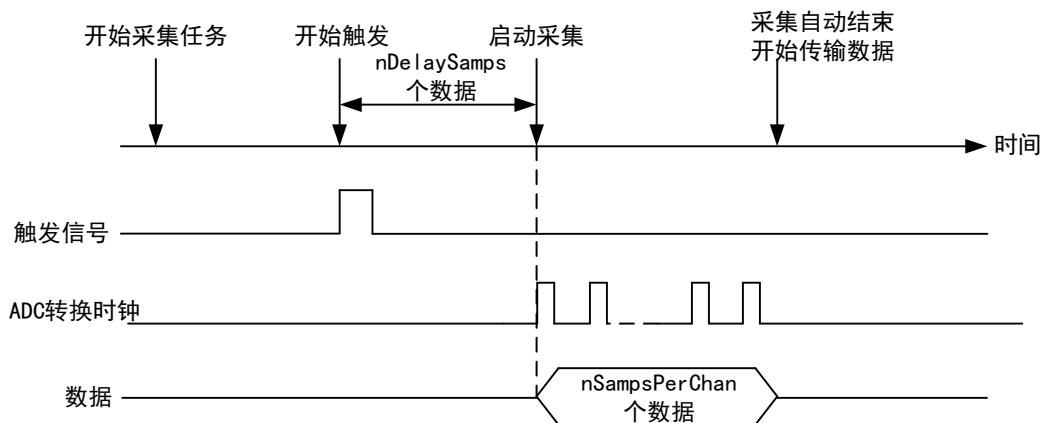 开始采集任务
开始触发
启动采集
采集自动结束
开始传输数据
nDelaySamps
个数据
时间
触发信号
ADC转换时钟
数据
nSampsPerChan
个数据